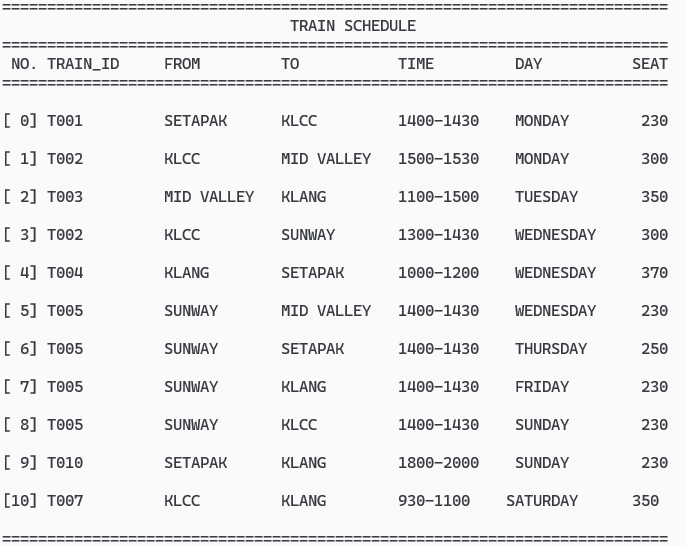 ==========================================================================
TRAIN SCHEDULE
==========================================================================
NO. TRAIN_ID     FROM         TO           TIME         DAY          SEAT
==========================================================================
[ 0] T001         SETAPAK      KLCC         1400-1430    MONDAY        230
[ 1] T002         KLCC         MID VALLEY   1500-1530    MONDAY        300
[ 2] T003         MID VALLEY   KLANG        1100-1500    TUESDAY       350
[ 3] T002         KLCC         SUNWAY       1300-1430    WEDNESDAY     300
[ 4] T004         KLANG        SETAPAK      1000-1200    WEDNESDAY     370
[ 5] T005         SUNWAY       MID VALLEY   1400-1430    WEDNESDAY     230
[ 6] T005         SUNWAY       SETAPAK      1400-1430    THURSDAY      250
[ 7] T005         SUNWAY       KLANG        1400-1430    FRIDAY        230
[ 8] T005         SUNWAY       KLCC         1400-1430    SUNDAY        230
[ 9] T010         SETAPAK      KLANG        1800-2000    SUNDAY        230
[10] T007         KLCC         KLANG        930-1100    SATURDAY      350
==========================================================================